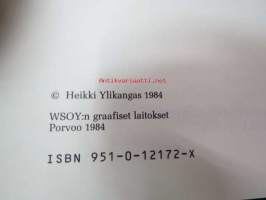 Antikvariaatti.net
© Heikki Ylikangas 1984
WSOY:n graafiset laitokset
Porvoo 1984
ISBN 951-0-12172-X